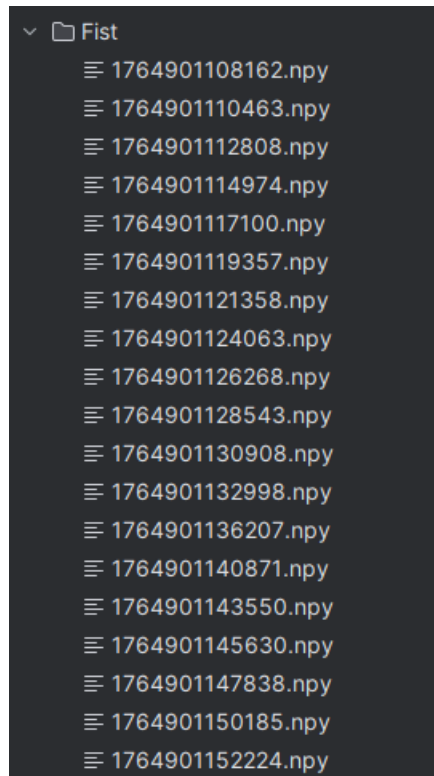 Fist
1764901108162.npy
1764901110463.npy
1764901112808.npy
1764901114974.npy
1764901117100.npy
1764901119357.npy
1764901121358.npy
1764901124063.npy
1764901126268.npy
1764901128543.npy
1764901130908.npy
1764901132998.npy
1764901136207.npy
1764901140871.npy
1764901143550.npy
1764901145630.npy
1764901147838.npy
1764901150185.npy
1764901152224.npy